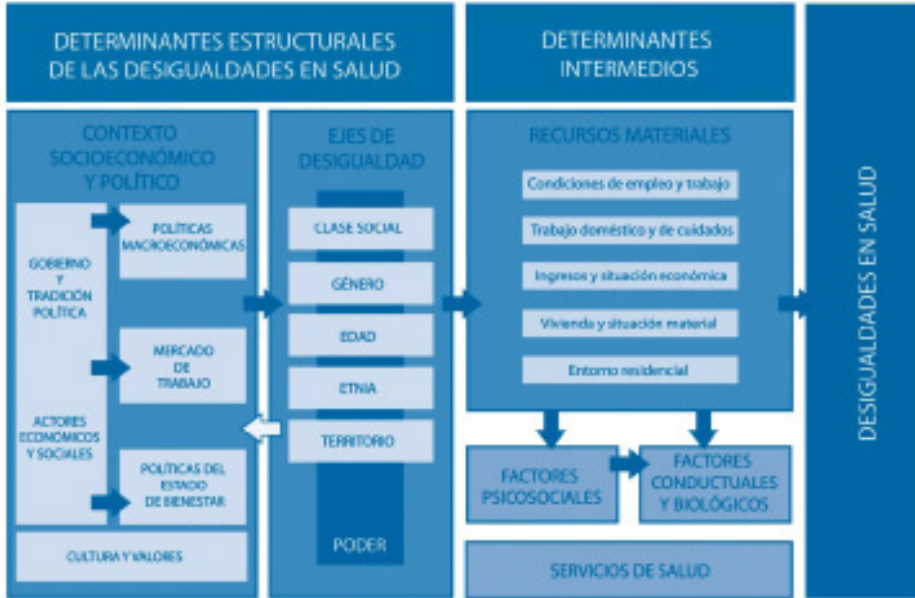 DETERMINANTES ESTRUCTURALES
DE LAS DESIGUALDADES EN SALUD
CONTEXTO
SOCIOECONÓMICO
Y POLÍTICO
GOBIERNO
Y
TRADICIÓN
POLÍTICA
ACTORES
ECONÓMICOS
Y SOCIALES
POLÍTICAS
MACROECONÓMICAS
MERCADO
DE
TRABAJO
POLÍTICAS DEL
ESTADO
DE BIENESTAR
CULTURA Y VALORES
EJES DE
DESIGUALDAD
CLASE SOCIAL
GÉNERO
EDAD
ETNIA
TERRITORIO
PODER
DETERMINANTES
INTERMEDIOS
RECURSOS MATERIALES
Condiciones de empleo y trabajo
Trabajo doméstico y de cuidados
Ingresos y situación económica
Vivienda y situación material
Entorno residencial
FACTORES
PSICOSOCIALES
FACTORES
CONDUCTUALES
Y BIOLÓGICOS
SERVICIOS DE SALUD
DESIGUALDADES EN SALUD